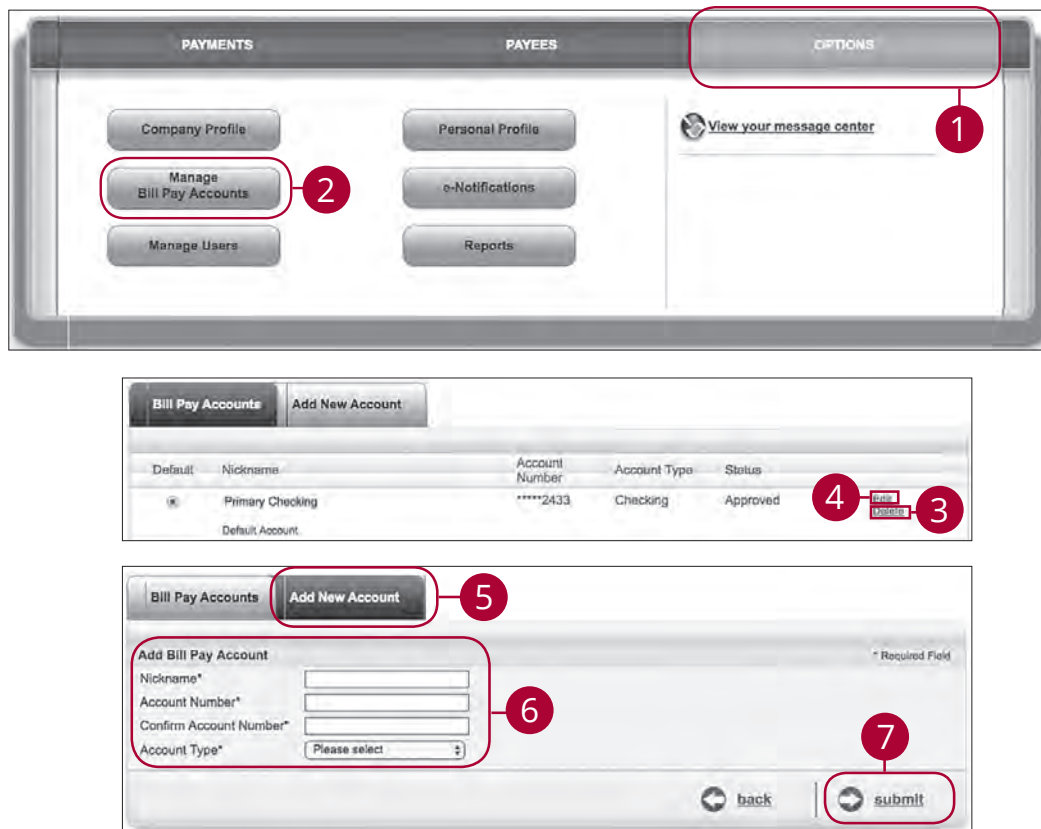 PAYMENTS PAYEES OPTIONS
Company Profile Personal Profile View your message center
1
Manage
Bill Pay Accounts
2
e-Notifications
Manage Users Reports
Bill Pay Accounts Add New Account
Default Nickname Account
Number Account Type Status
Primary Checking *****2433 Checking Approved
4 Edit
Delete 3
Default Account
Bill Pay Accounts Add New Account 5
Add Bill Pay Account * Required Field
Nickname*
Account Number*
Confirm Account Number*
6
Account Type* Please select
7
back submit